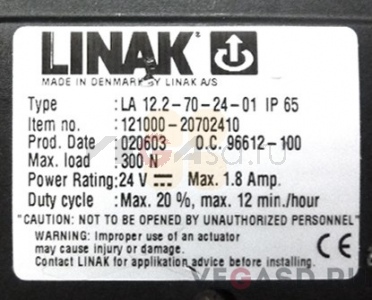 LINAK
MADE IN DENMARK BY LINAK A/S
Type : LA 12.2-70-24-01 IP 65
Item no. : 121000-20702410
Prod. Date : 020603 O.C. 96612-100
Max. load : 300 N
Power Rating : 24 V Max. 1.8 Amp.
Duty cycle : Max. 20 %, max. 12 min./hour
"CAUTION: NOT TO BE OPENED BY UNAUTHORIZED PERSONNEL"
WARNING: Improper use of an actuator
may cause injury or damage.
Contact LINAK for applikation advice before installing.
CE
VEGASD.RU